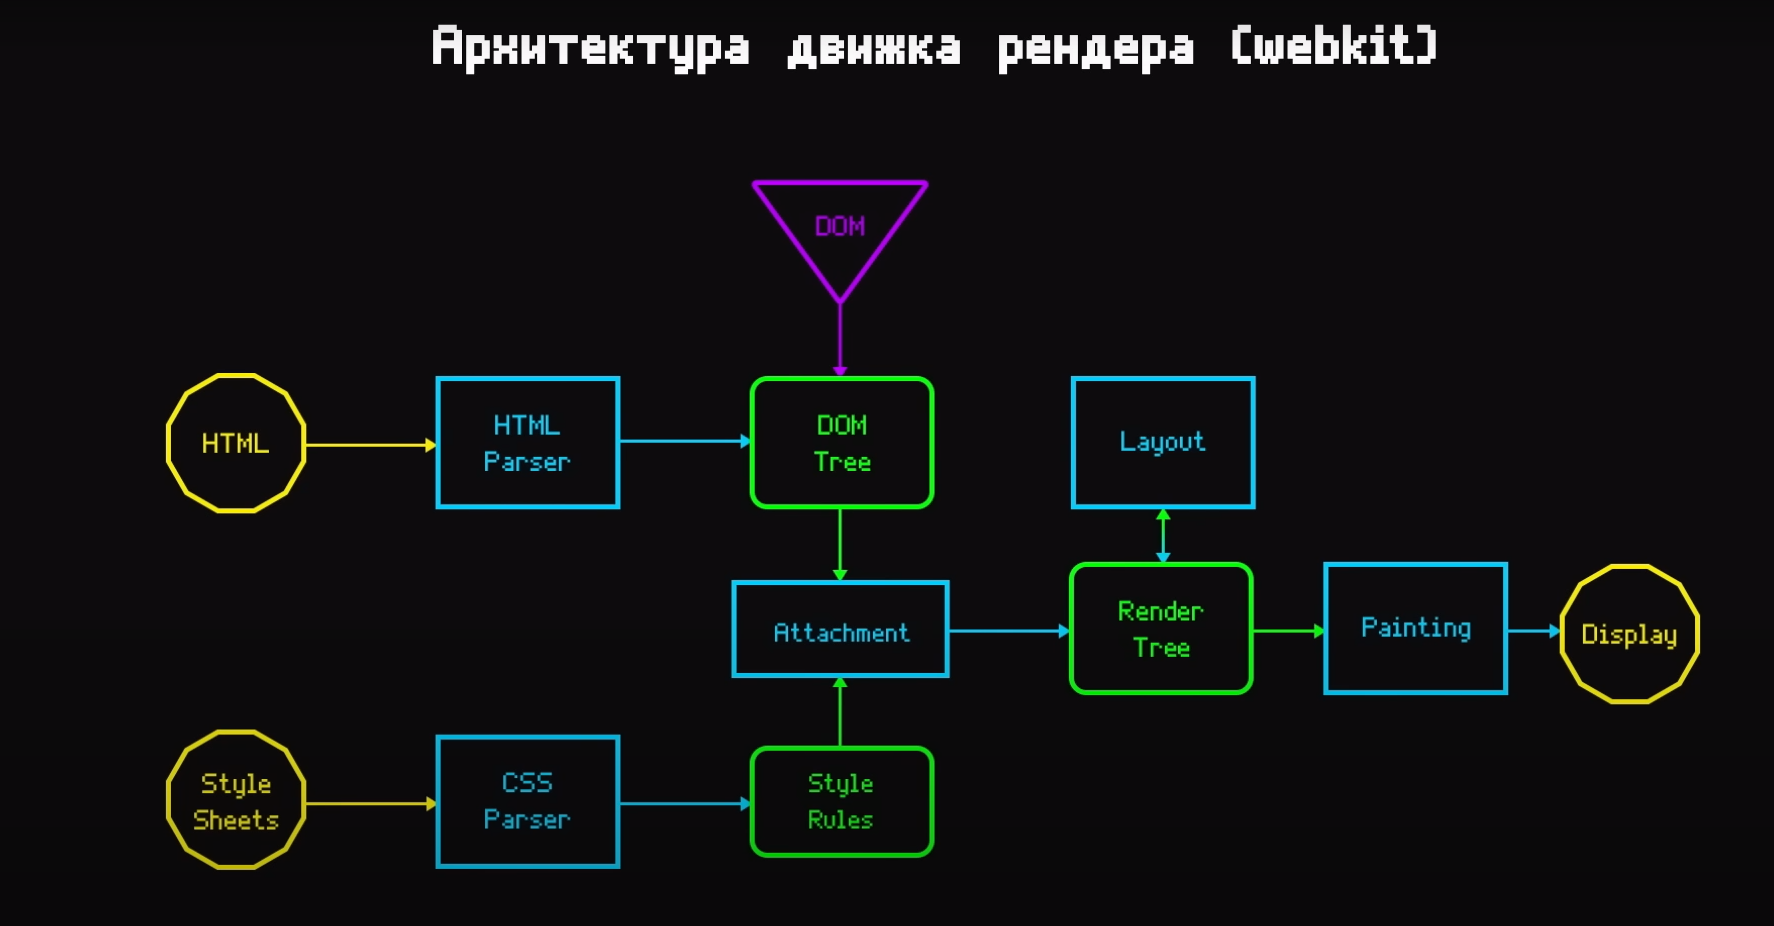 Архитектура движка рендера (webkit)
DOM
HTML
HTML
Parser
DOM
Tree
Layout
Attachment
Render
Tree
Painting
Display
Style
Sheets
CSS
Parser
Style
Rules